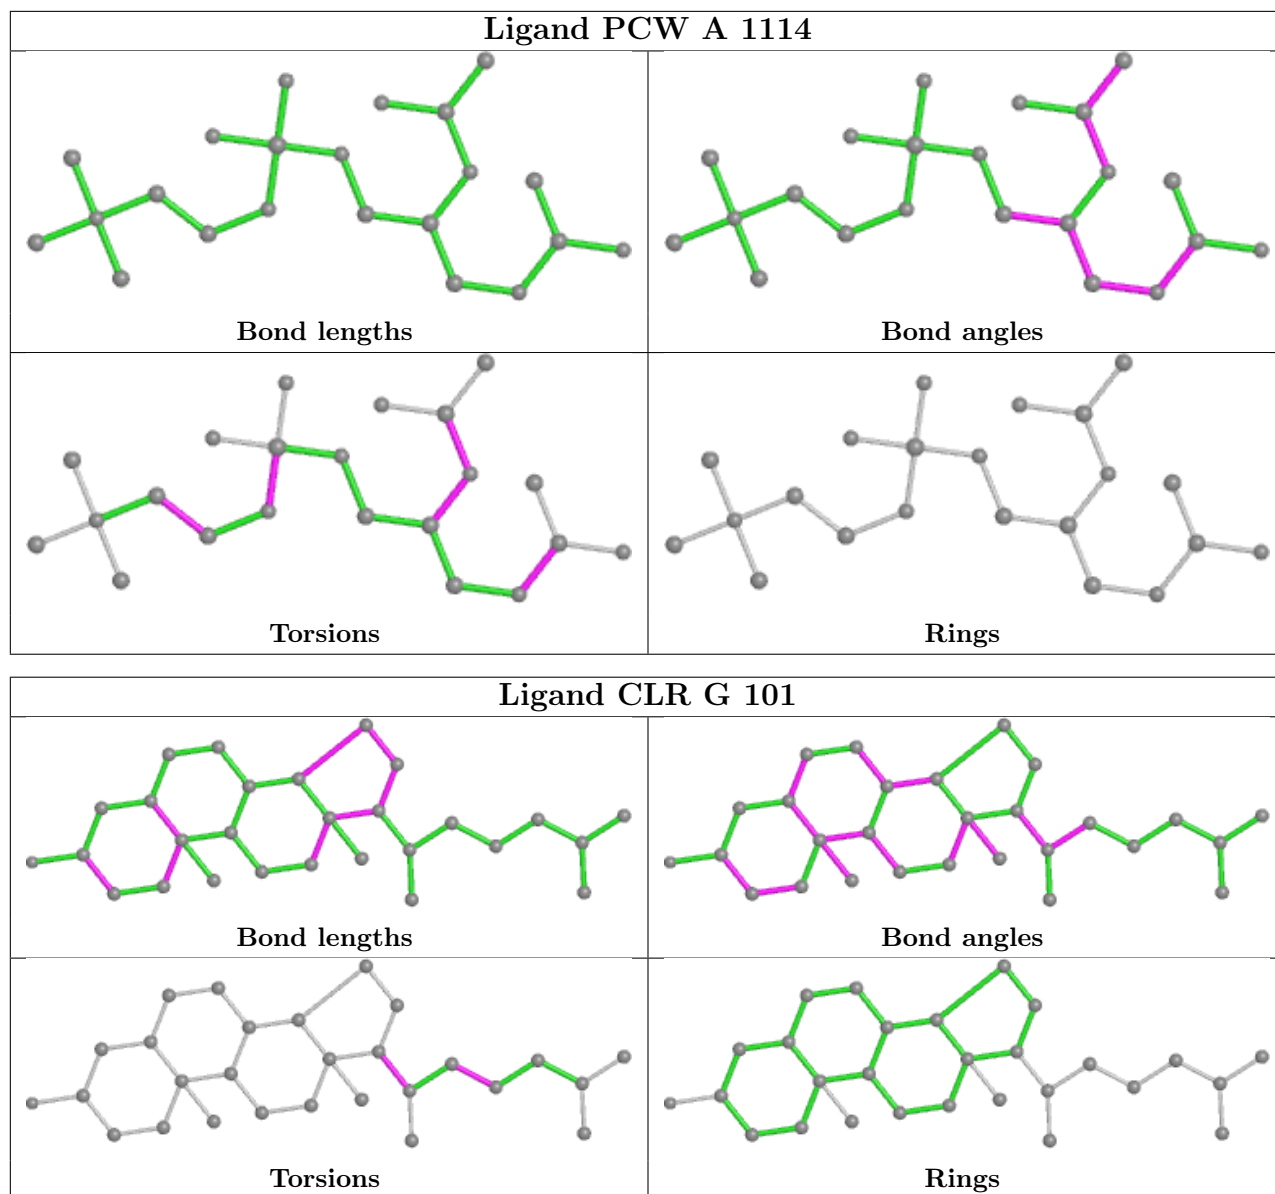 Ligand PCW A 1114
Bond lengths
Bond angles
Torsions
Rings
Ligand CLR G 101
Bond lengths
Bond angles
Torsions
Rings